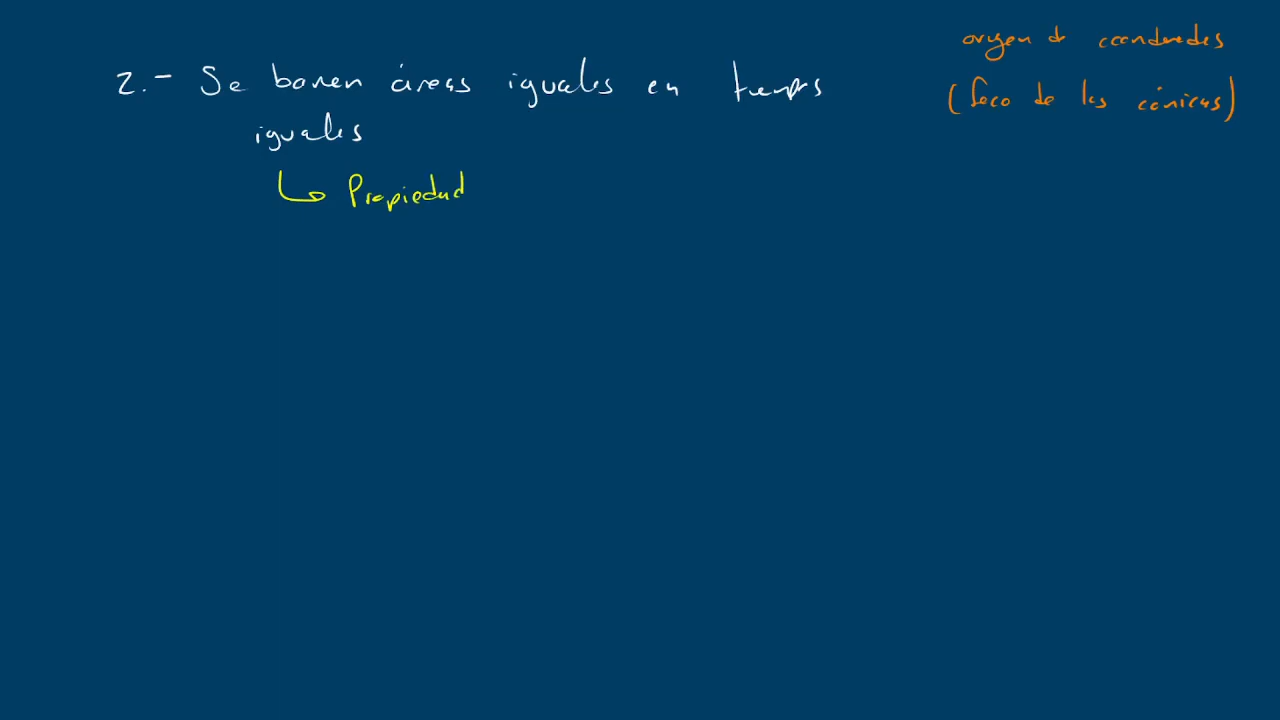 2.- Se barren áreas iguales en tiempos
iguales
↳ Propiedad
origen de coordenadas
(foco de las cónicas)